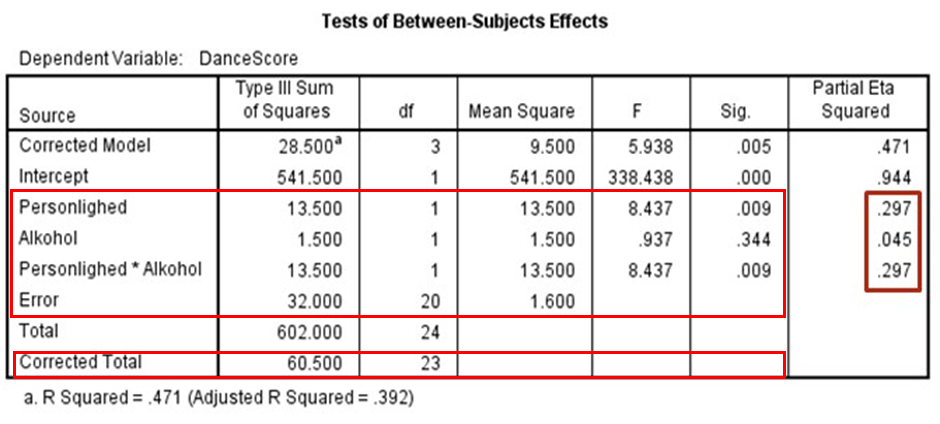 Tests of Between-Subjects Effects
Dependent Variable: DanceScore
Source Type III Sum of Squares df Mean Square F Sig. Partial Eta Squared
Corrected Model 28.500a 3 9.500 5.938 .005 .471
Intercept 541.500 1 541.500 338.438 .000 .944
Personlighed 13.500 1 13.500 8.437 .009 .297
Alkohol 1.500 1 1.500 .937 .344 .045
Personlighed * Alkohol 13.500 1 13.500 8.437 .009 .297
Error 32.000 20 1.600
Total 602.000 24
Corrected Total 60.500 23
a. R Squared = .471 (Adjusted R Squared = .392)